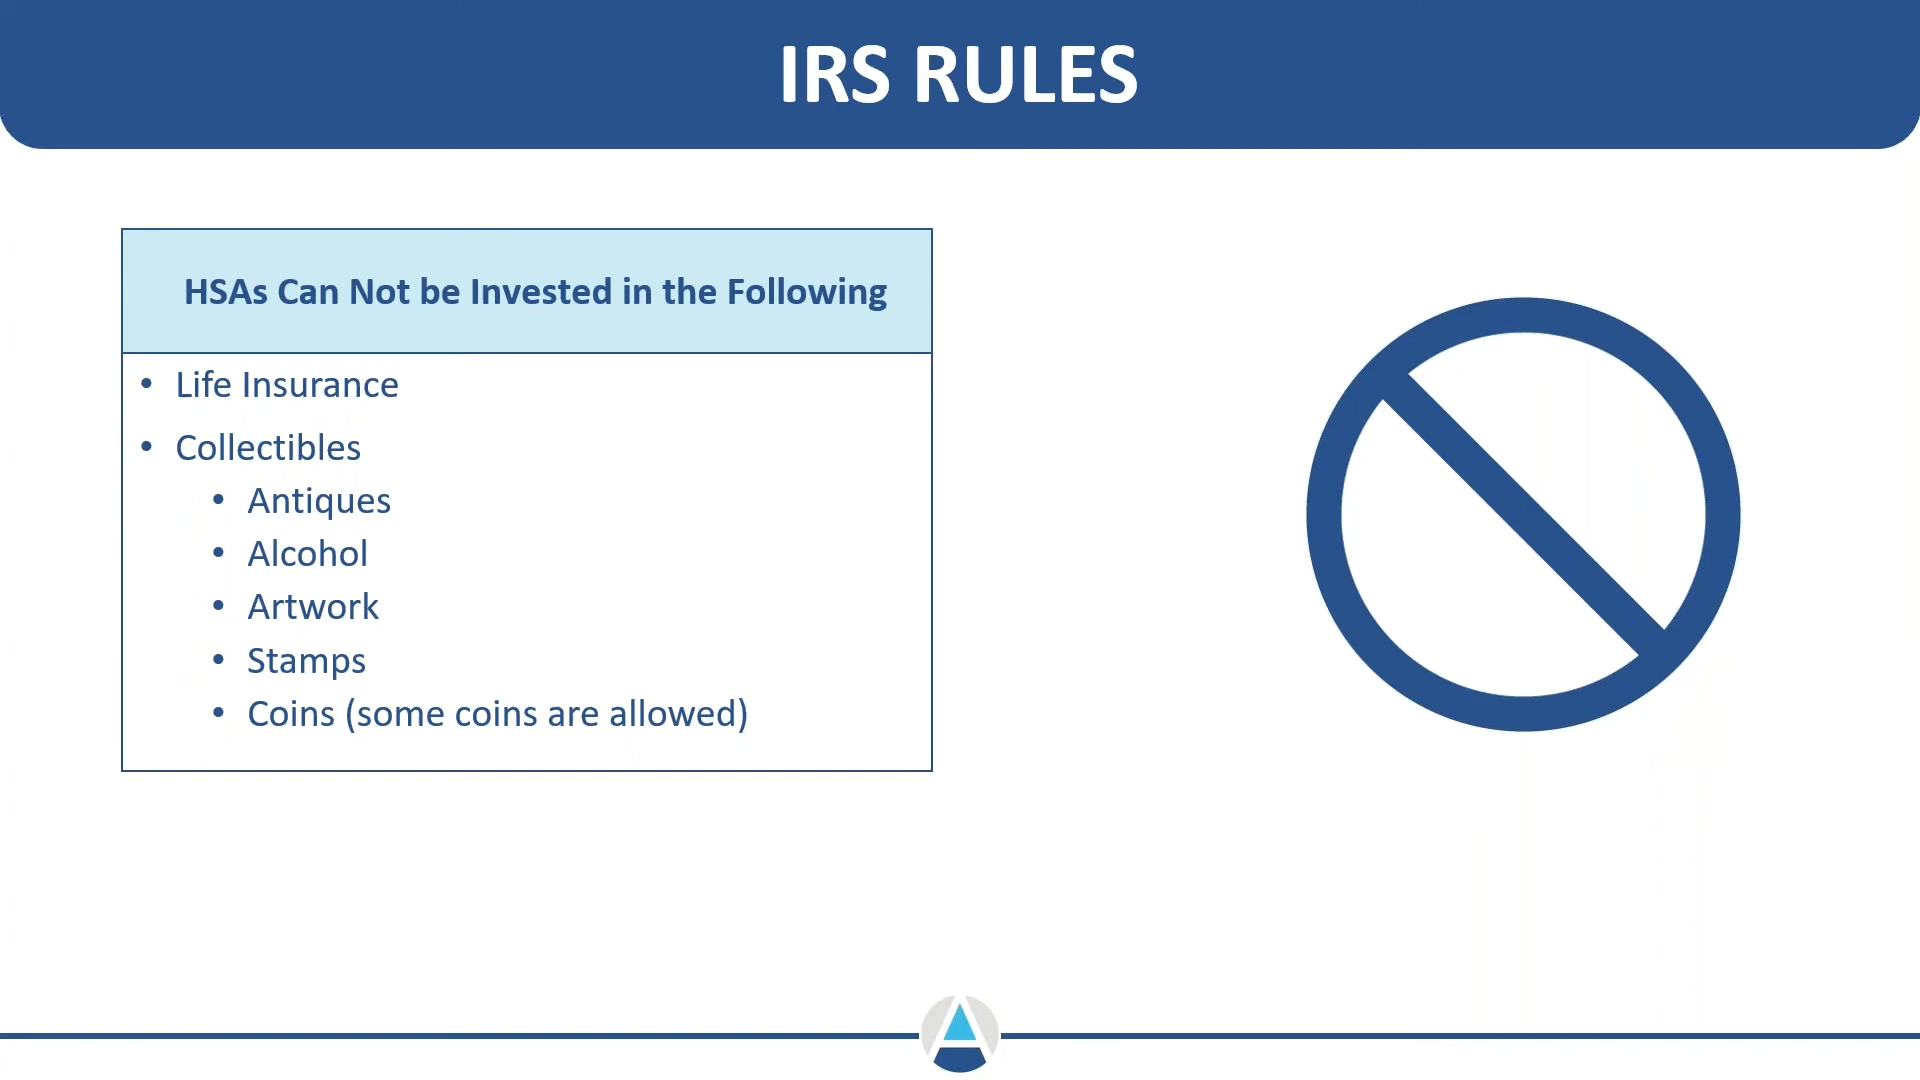 IRS RULES
HSAs Can Not be Invested in the Following
• Life Insurance
• Collectibles
• Antiques
• Alcohol
• Artwork
• Stamps
• Coins (some coins are allowed)